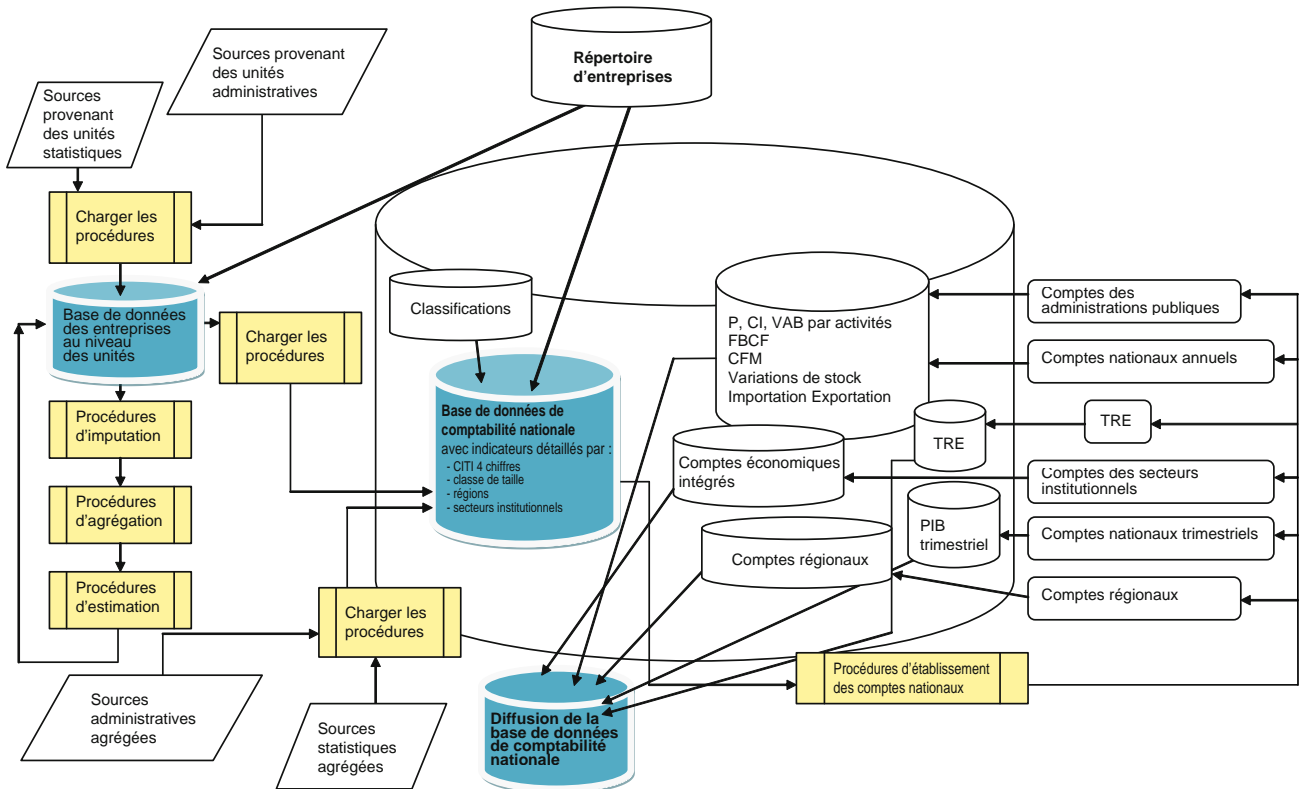 Sources provenant
des unités
administratives
Répertoire
d'entreprises
Sources
provenant
des unités
statistiques
Charger les
procédures
Base de données
des entreprises
au niveau
des unités
Charger les
procédures
Procédures
d'imputation
Procédures
d'agrégation
Procédures
d'estimation
Sources
administratives
agrégées
Sources
statistiques
agrégées
Charger les
procédures
Classifications
Base de données de
comptabilité nationale
avec indicateurs détaillés par :
- CITI 4 chiffres
- classe de taille
- régions
- secteurs institutionnels
P, CI, VAB par activités
FBCF
CFM
Variations de stock
Importation Exportation
TRE
Comptes économiques
intégrés
PIB
trimestriel
Comptes régionaux
Comptes des
administrations publiques
Comptes nationaux annuels
TRE
Comptes des secteurs
institutionnels
Comptes nationaux trimestriels
Comptes régionaux
Procédures d'établissement
des comptes nationaux
Diffusion de la
base de données
de comptabilité
nationale